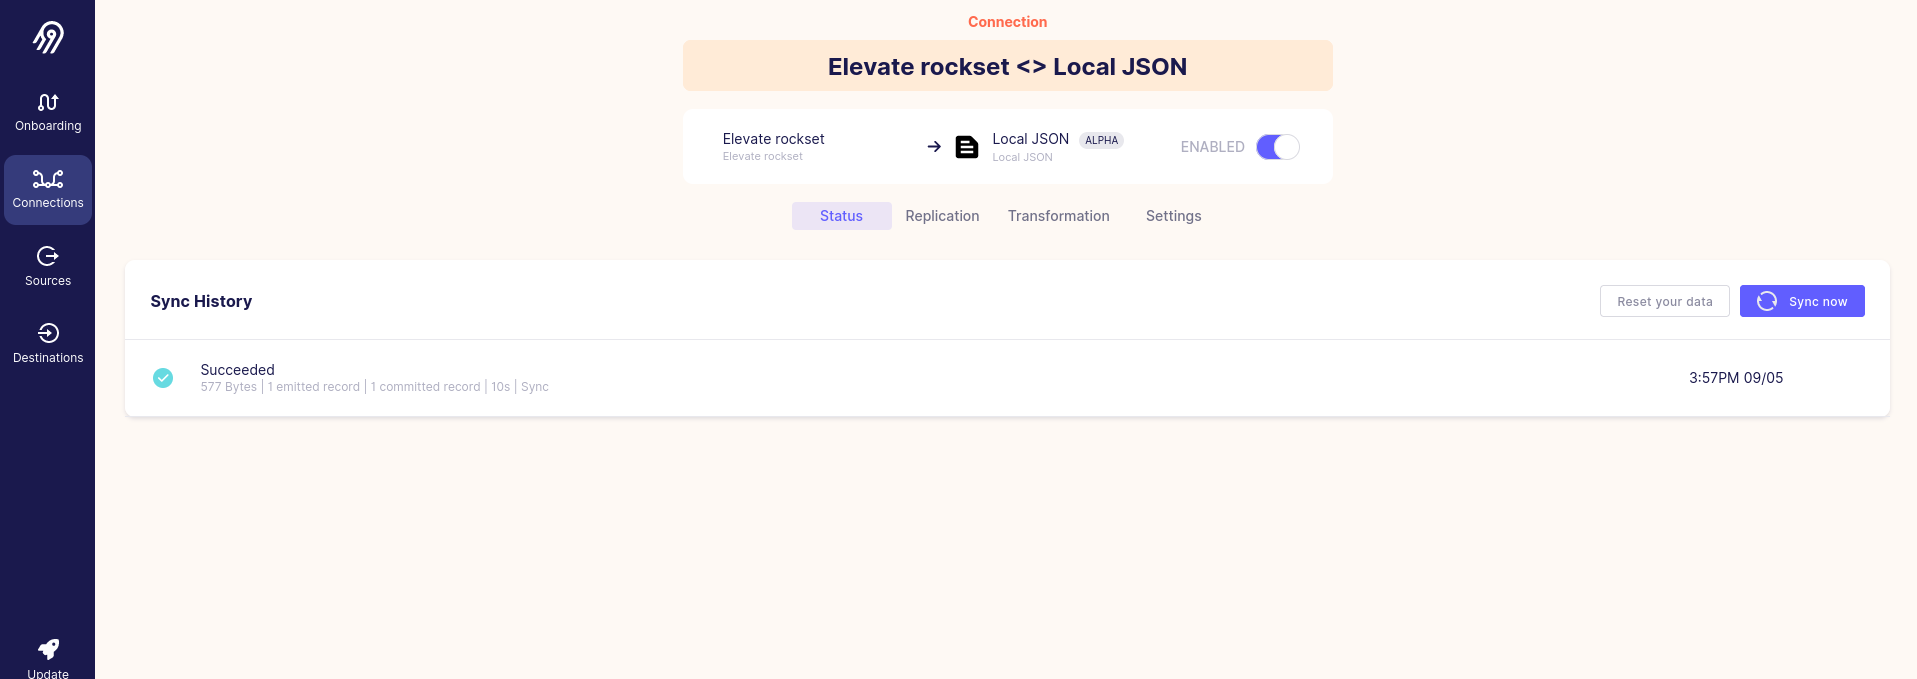 Connection
Elevate rockset <> Local JSON
Elevate rockset
Elevate rockset
Local JSON ALPHA
Local JSON
ENABLED
Status Replication Transformation Settings
Sync History
Reset your data
Sync now
Succeeded
577 Bytes | 1 emitted record | 1 committed record | 10s | Sync
3:57PM 09/05
Onboarding
Connections
Sources
Destinations
Update